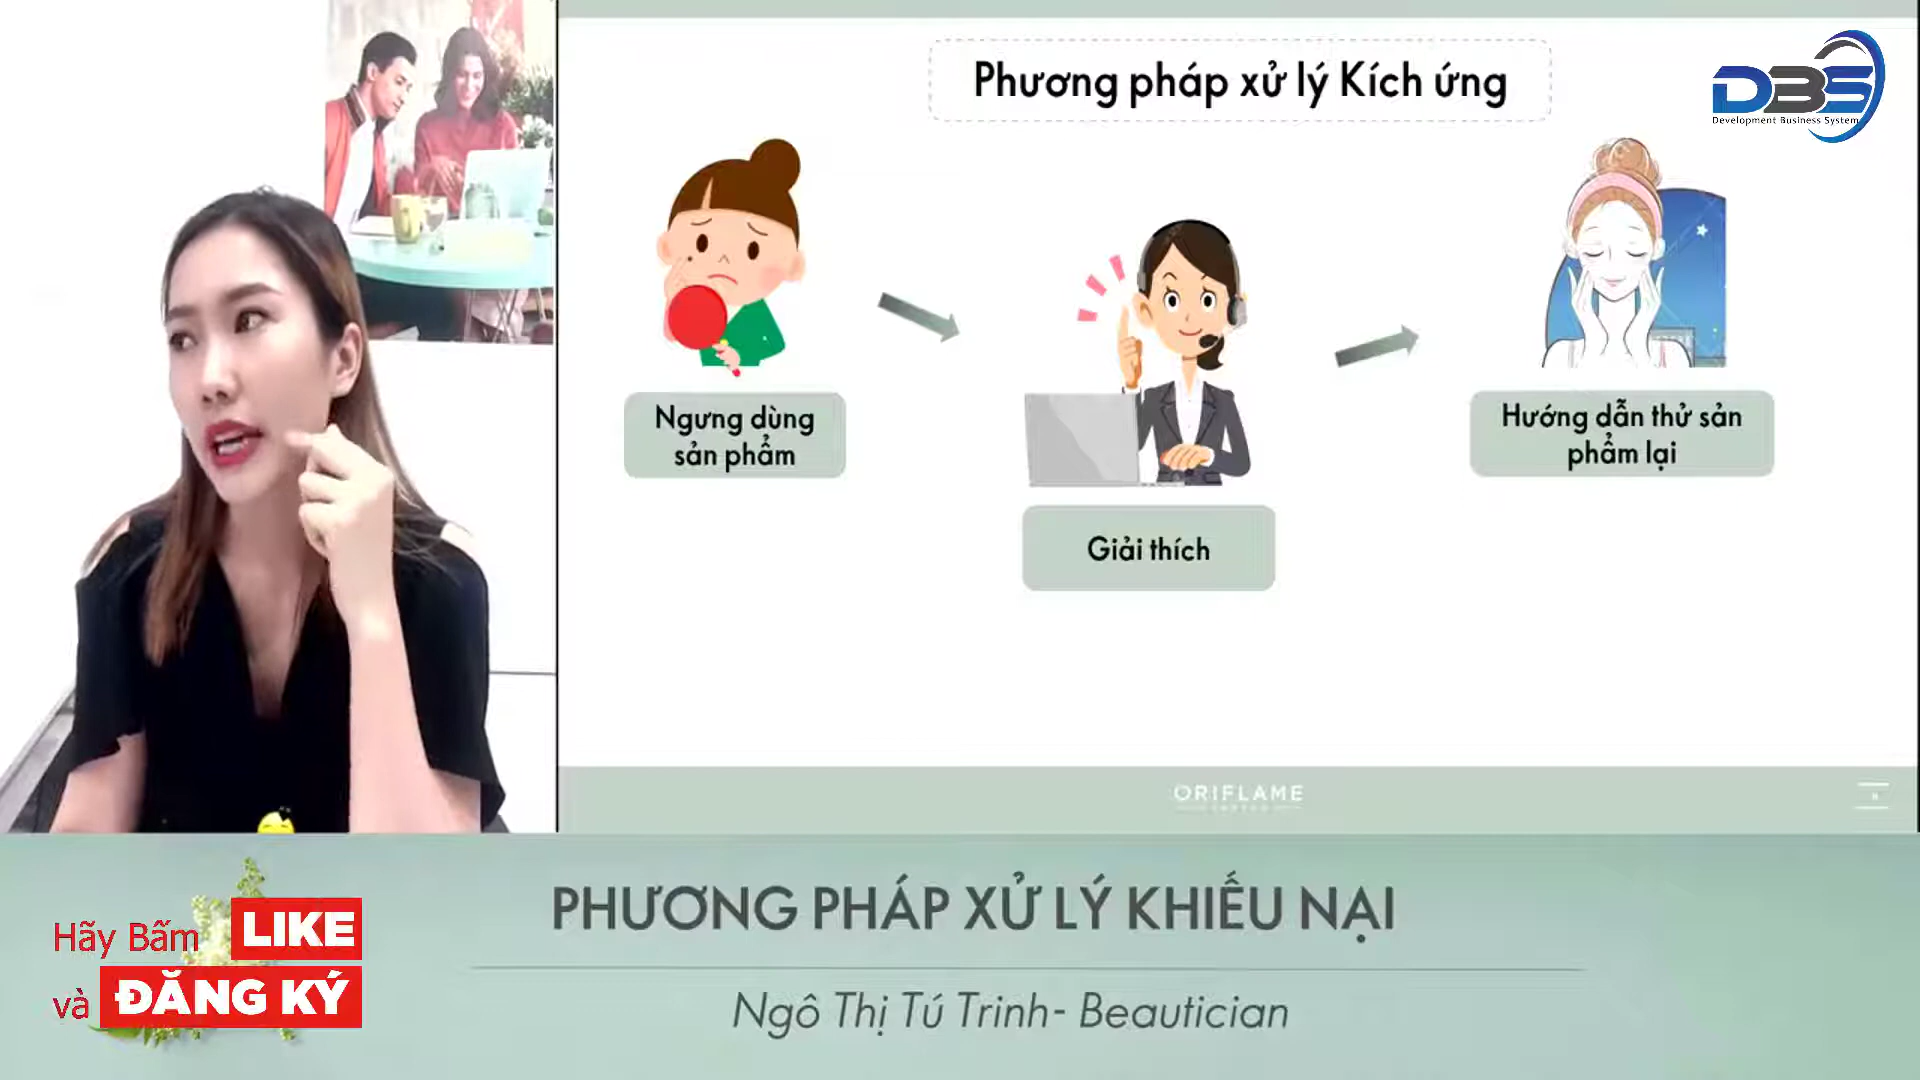 Phương pháp xử lý Kích ứng
DBS
Development Business System
Ngưng dùng
sản phẩm
Giải thích
Hướng dẫn thử sản
phẩm lại
ORIFLAME
PHƯƠNG PHÁP XỬ LÝ KHIẾU NẠI
Ngô Thị Tú Trinh- Beautician
Hãy Bấm LIKE
và ĐĂNG KÝ